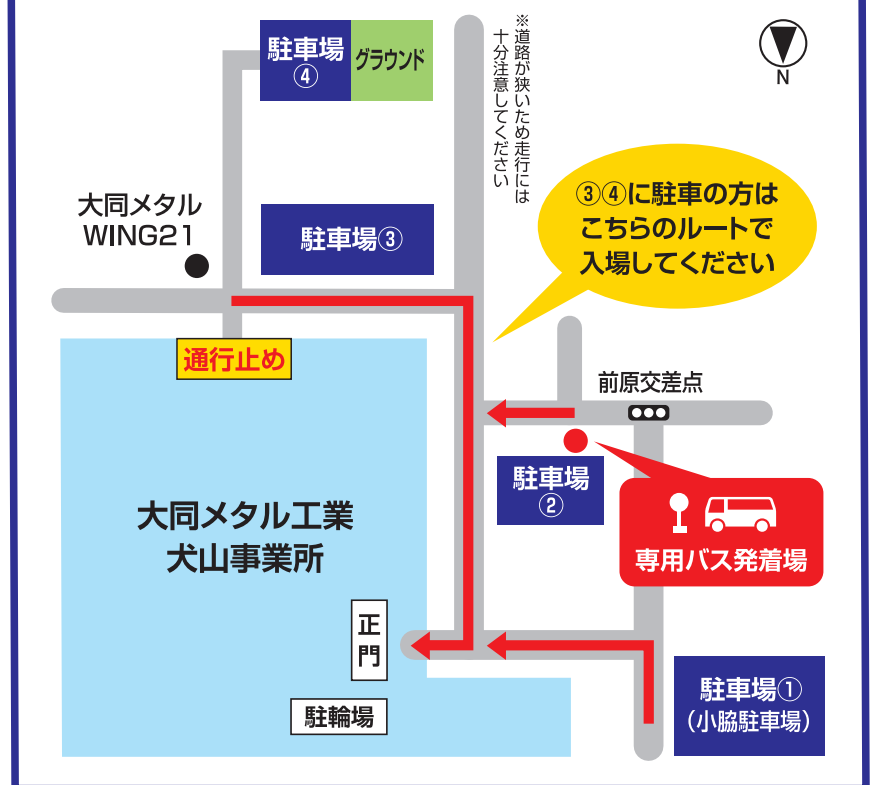 駐車場
④
グラウンド
※道路が狭いため走行には
十分注意してください
N
大同メタル
WING21
駐車場③
③④に駐車の方は
こちらのルートで
入場してください
通行止め
前原交差点
駐車場
②
専用バス発着場
大同メタル工業
犬山事業所
正門
駐輪場
駐車場①
（小脇駐車場）